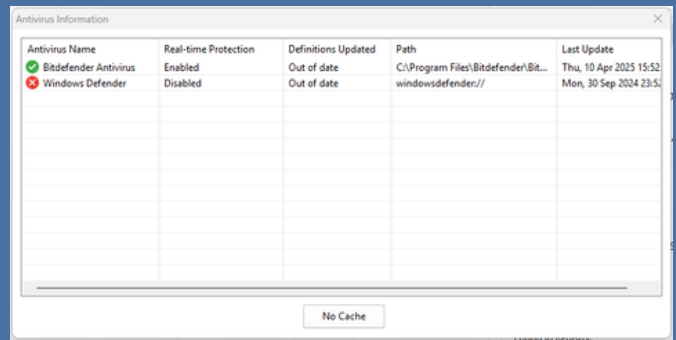 Antivirus Information
Antivirus Name Real-time Protection Definitions Updated Path Last Update
Bitdefender Antivirus Enabled Out of date C:\Program Files\Bitdefender\Bit... Thu, 10 Apr 2025 15:52
Windows Defender Disabled Out of date windowsdefender:// Mon, 30 Sep 2024 23:52
No Cache